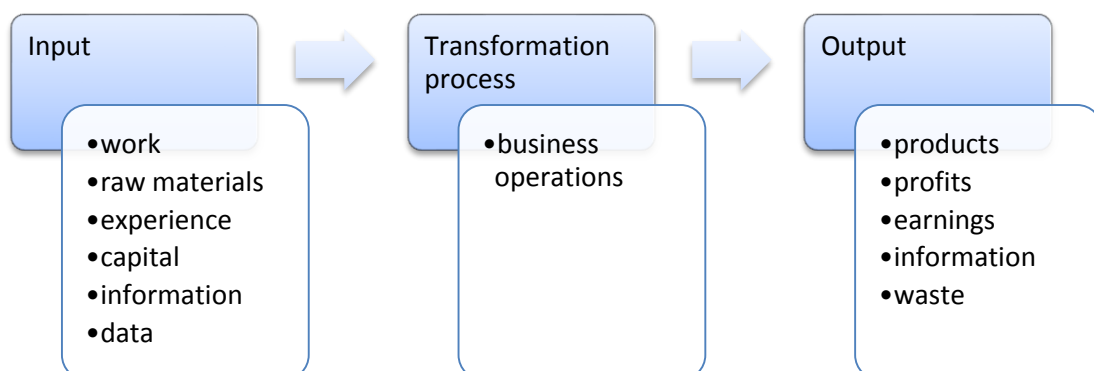 Input
•work
•raw materials
•experience
•capital
•information
•data
Transformation
process
•business
operations
Output
•products
•profits
•earnings
•information
•waste